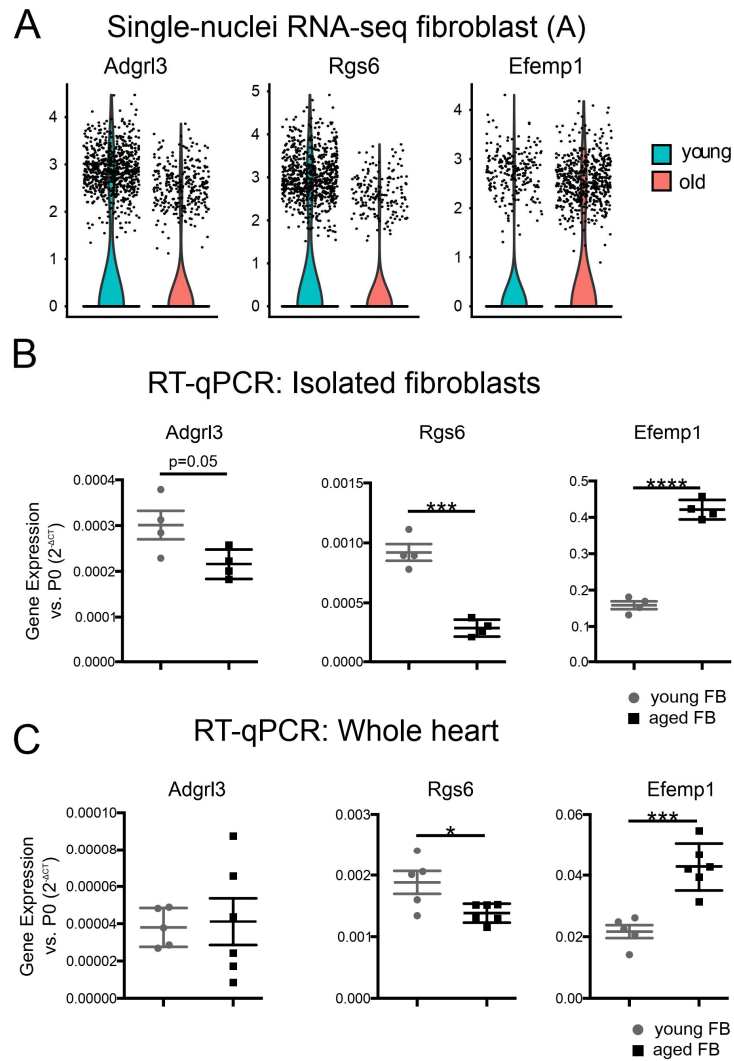 A
Single-nuclei RNA-seq fibroblast (A)
Adgrl3
Rgs6
Efemp1
4
3
2
1
0
5
4
3
2
1
0
4
3
2
1
0
young
old
B
RT-qPCR: Isolated fibroblasts
Adgrl3
Rgs6
Efemp1
Gene Expression
vs. P0 (2^-ΔCT)
0.0004
0.0003
0.0002
0.0001
0.0000
p=0.05
0.0015
0.0010
0.0005
0.0000
***
0.5
0.4
0.3
0.2
0.1
0.0
****
young FB
aged FB
C
RT-qPCR: Whole heart
Adgrl3
Rgs6
Efemp1
Gene Expression
vs. P0 (2^-ΔCT)
0.00010
0.00008
0.00006
0.00004
0.00002
0.00000
0.003
0.002
0.001
0.000
*
0.06
0.04
0.02
0.00
***
young FB
aged FB